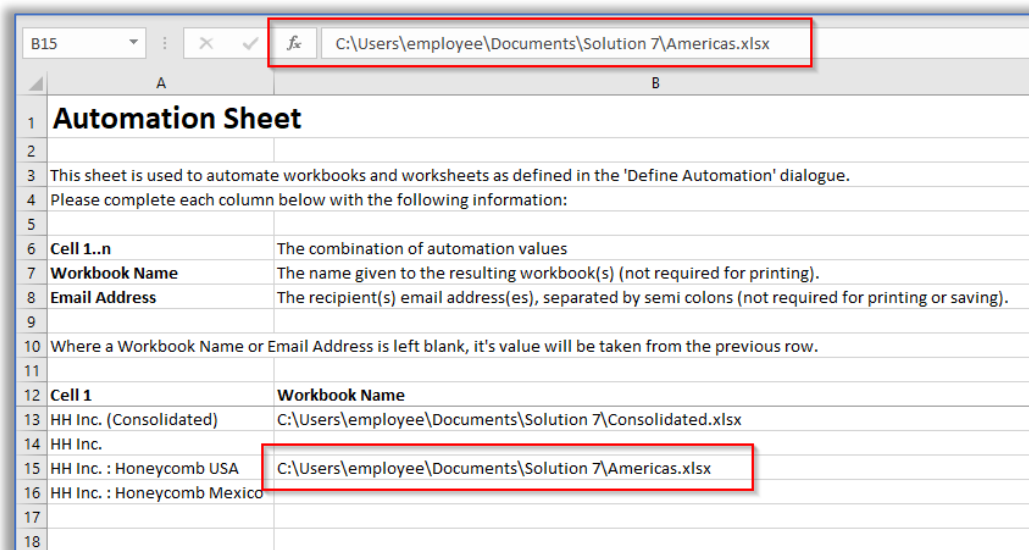 B15 fx C:\Users\employee\Documents\Solution 7\Americas.xlsx
A B
1 Automation Sheet
2
3 This sheet is used to automate workbooks and worksheets as defined in the 'Define Automation' dialogue.
4 Please complete each column below with the following information:
5
6 Cell 1..n The combination of automation values
7 Workbook Name The name given to the resulting workbook(s) (not required for printing).
8 Email Address The recipient(s) email address(es), separated by semi colons (not required for printing or saving).
9
10 Where a Workbook Name or Email Address is left blank, it's value will be taken from the previous row.
11
12 Cell 1 Workbook Name
13 HH Inc. (Consolidated) C:\Users\employee\Documents\Solution 7\Consolidated.xlsx
14 HH Inc.
15 HH Inc. : Honeycomb USA C:\Users\employee\Documents\Solution 7\Americas.xlsx
16 HH Inc. : Honeycomb Mexico
17
18